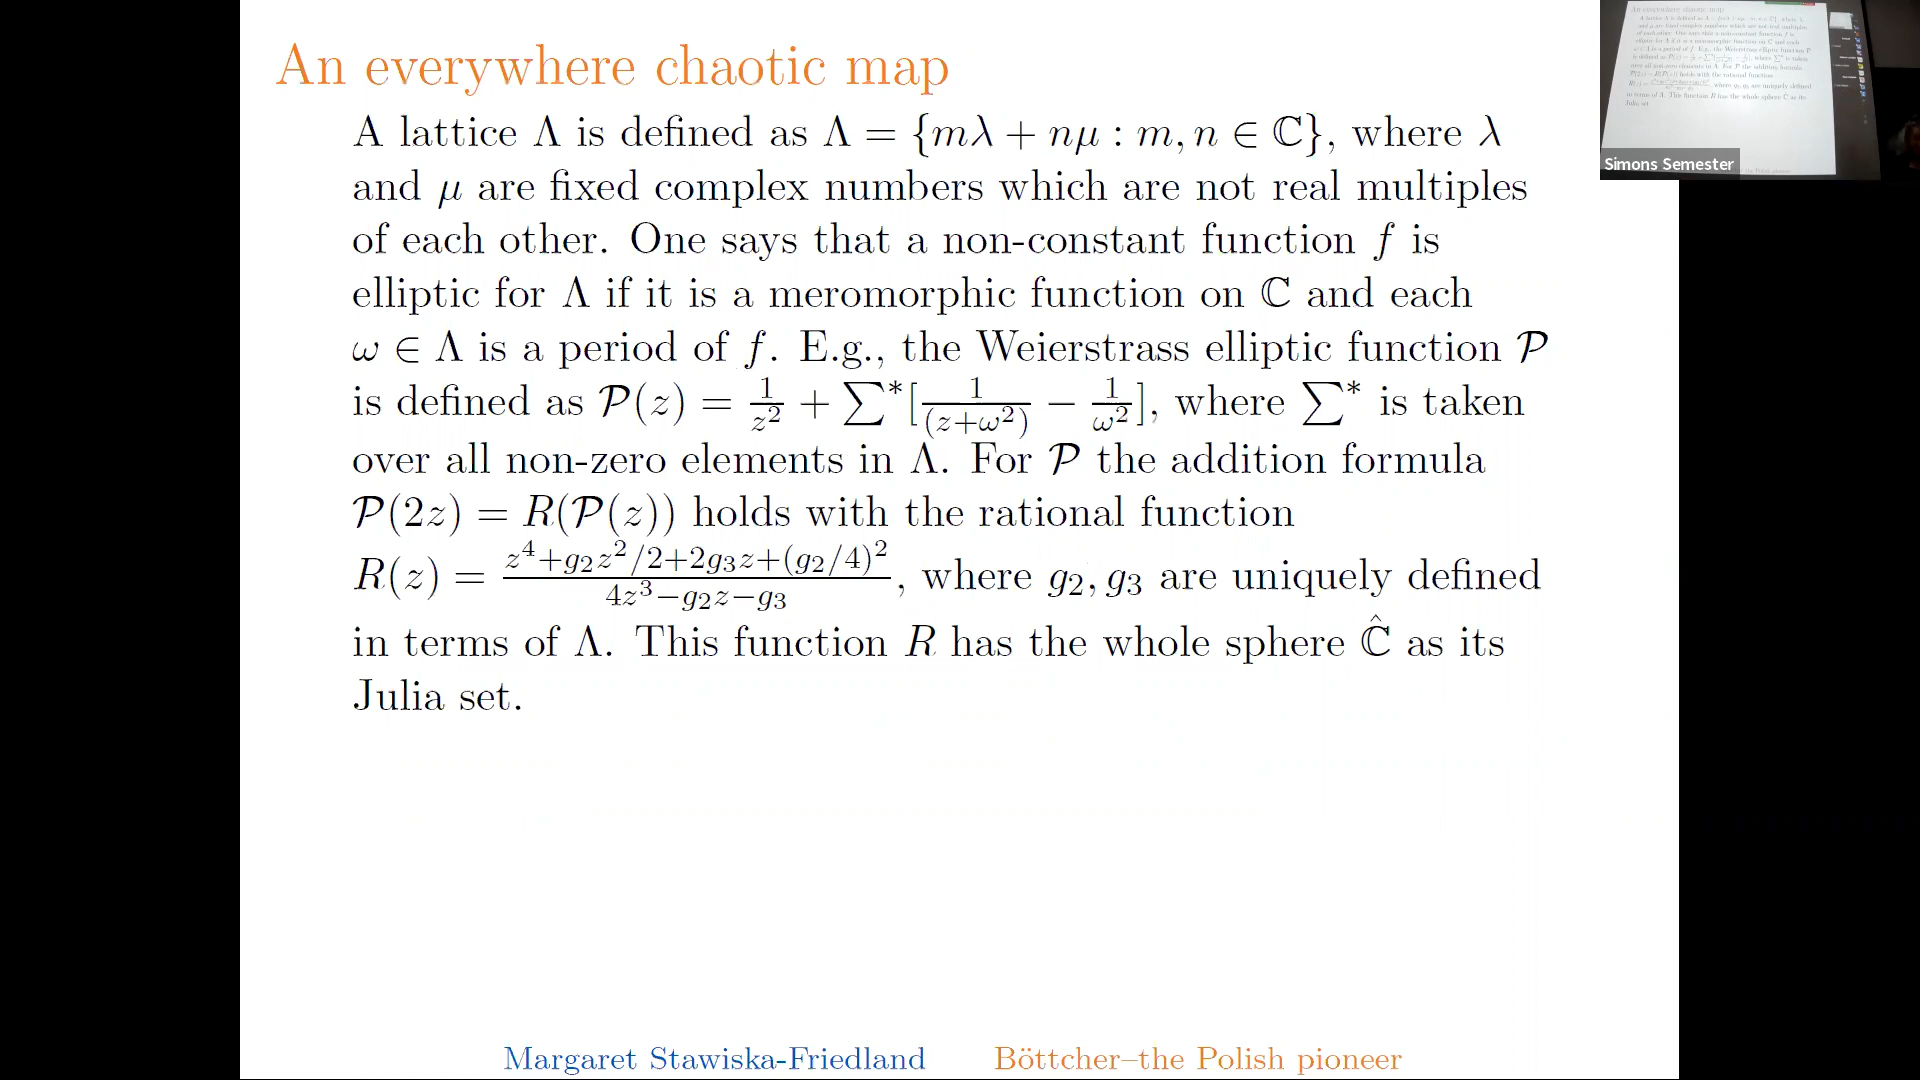 An everywhere chaotic map
A lattice Λ is defined as Λ = {mλ + nμ : m, n ∈ ℂ}, where λ
and μ are fixed complex numbers which are not real multiples
of each other. One says that a non-constant function f is
elliptic for Λ if it is a meromorphic function on ℂ and each
ω ∈ Λ is a period of f. E.g., the Weierstrass elliptic function 𝒫
is defined as 𝒫(z) = 1/z² + ∑*[1/(z+ω²) − 1/ω²], where ∑* is taken
over all non-zero elements in Λ. For 𝒫 the addition formula
𝒫(2z) = R(𝒫(z)) holds with the rational function
R(z) = (z⁴+g₂z²/2+2g₃z+(g₂/4)²)/(4z³−g₂z−g₃), where g₂, g₃ are uniquely defined
in terms of Λ. This function R has the whole sphere ℂ̂ as its
Julia set.
Margaret Stawiska-Friedland Böttcher–the Polish pioneer
Simons Semester